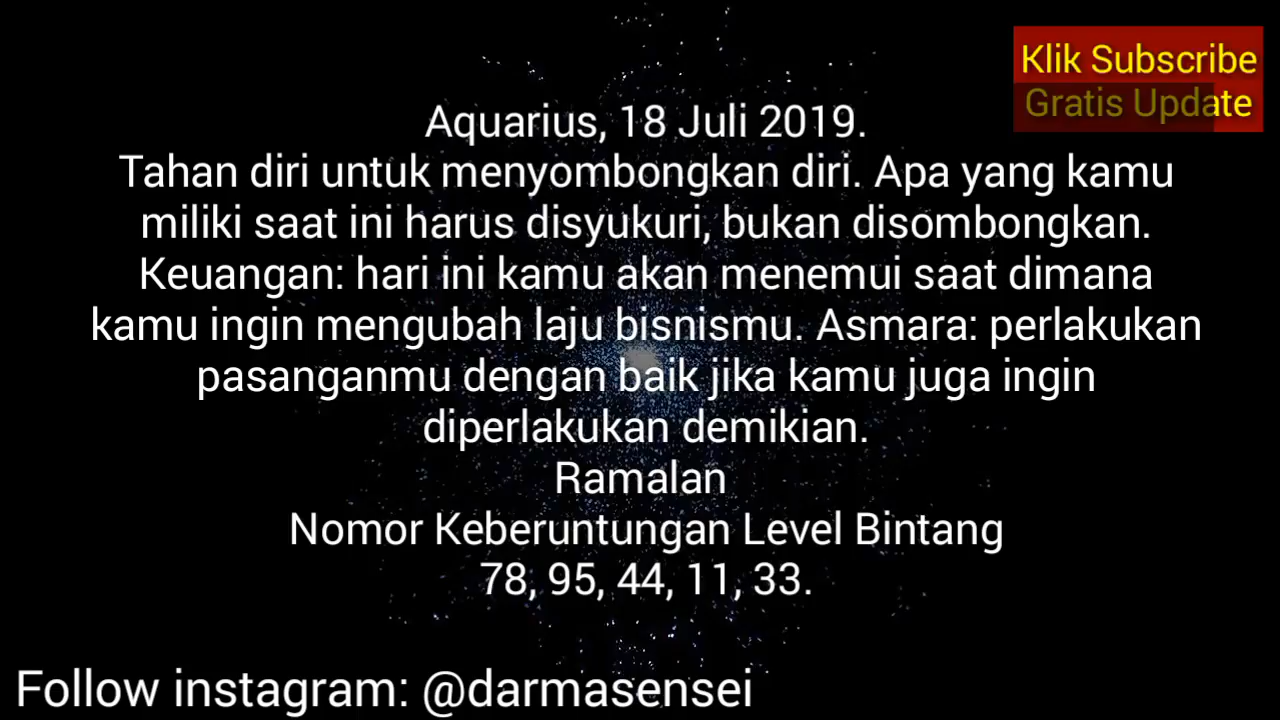 Klik Subscribe
Gratis Update
Aquarius, 18 Juli 2019.
Tahan diri untuk menyombongkan diri. Apa yang kamu
miliki saat ini harus disyukuri, bukan disombongkan.
Keuangan: hari ini kamu akan menemui saat dimana
kamu ingin mengubah laju bisnismu. Asmara: perlakukan
pasanganmu dengan baik jika kamu juga ingin
diperlakukan demikian.
Ramalan
Nomor Keberuntungan Level Bintang
78, 95, 44, 11, 33.
Follow instagram: @darmasensei